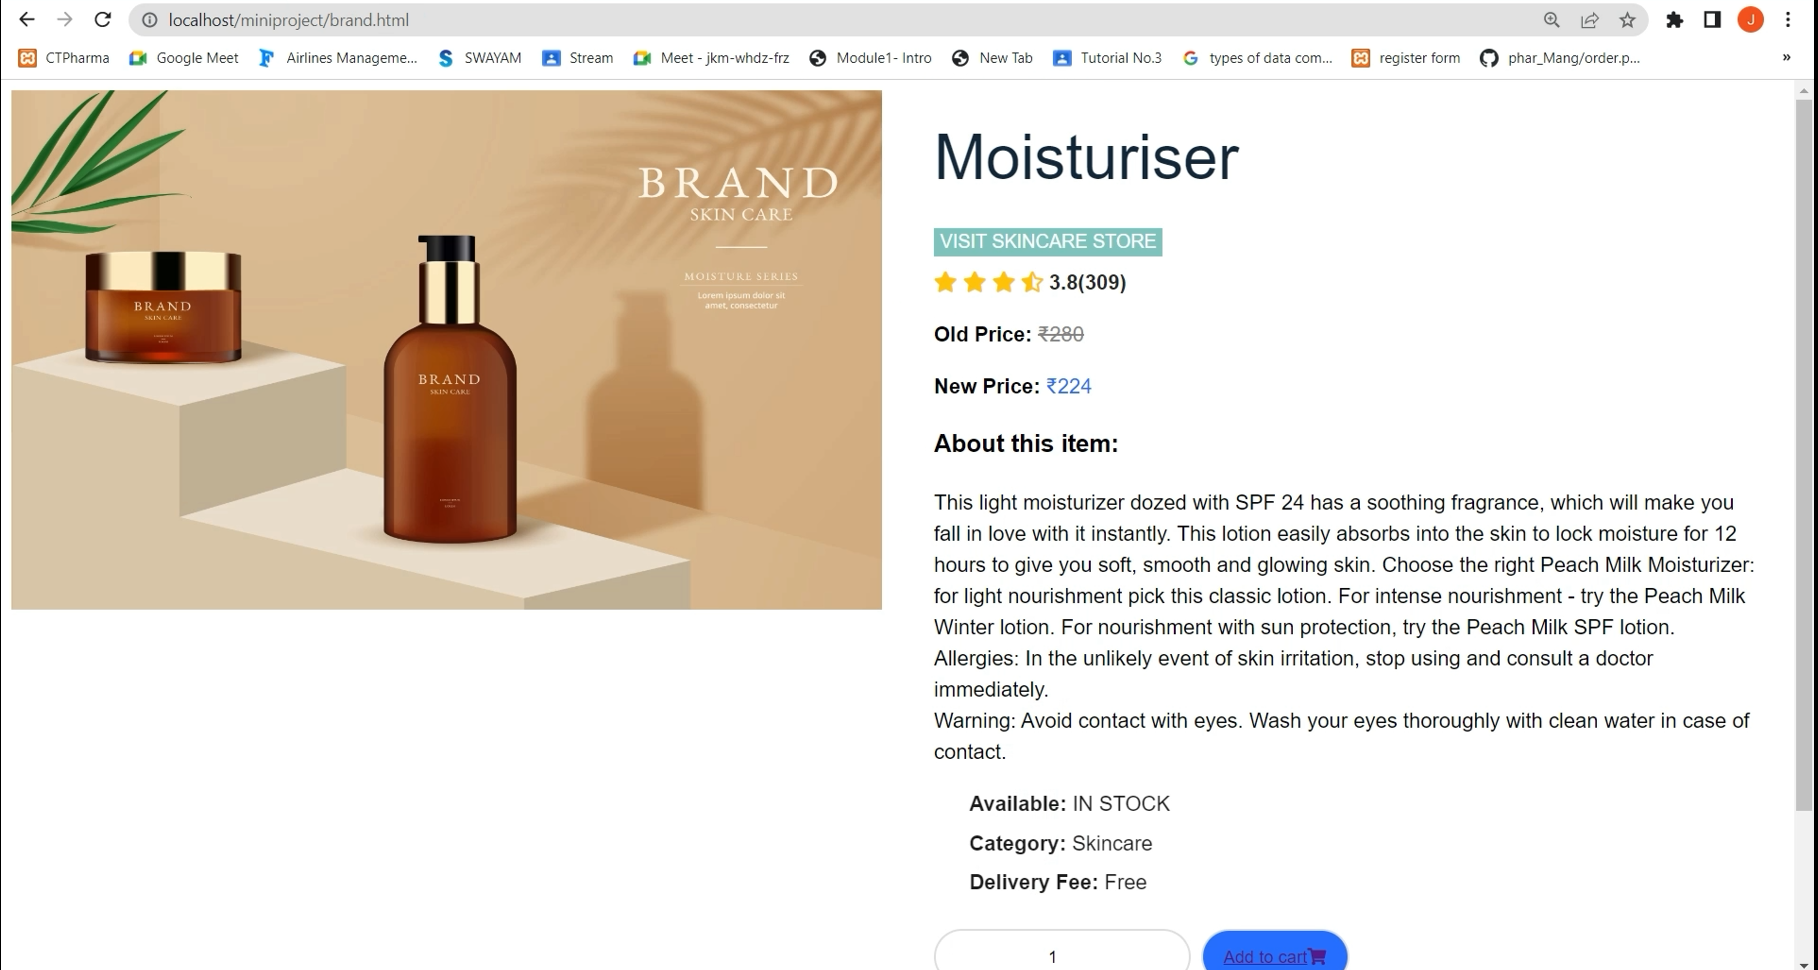 localhost/miniproject/brand.html
J
CTPharma Google Meet Airlines Manageme... SWAYAM Stream Meet - jkm-whdz-frz Module1- Intro New Tab Tutorial No.3 types of data com... register form phar_Mang/order.p... »
BRAND
SKIN CARE
MOISTURE SERIES
Lorem ipsum dolor sit
amet, consectetur
BRAND
SKIN CARE
BRAND
SKIN CARE
Moisturiser
VISIT SKINCARE STORE
3.8(309)
Old Price: ₹280
New Price: ₹224
About this item:
This light moisturizer dozed with SPF 24 has a soothing fragrance, which will make you
fall in love with it instantly. This lotion easily absorbs into the skin to lock moisture for 12
hours to give you soft, smooth and glowing skin. Choose the right Peach Milk Moisturizer:
for light nourishment pick this classic lotion. For intense nourishment - try the Peach Milk
Winter lotion. For nourishment with sun protection, try the Peach Milk SPF lotion.
Allergies: In the unlikely event of skin irritation, stop using and consult a doctor
immediately.
Warning: Avoid contact with eyes. Wash your eyes thoroughly with clean water in case of
contact.
Available: IN STOCK
Category: Skincare
Delivery Fee: Free
1
Add to cart